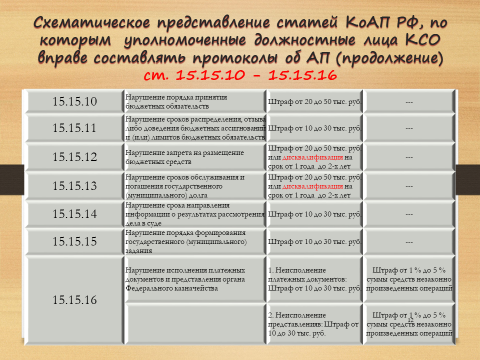 Схематическое представление статей КоАП РФ, по
которым уполномоченные должностные лица КСО
вправе составлять протоколы об АП (продолжение)
ст. 15.15.10 - 15.15.16
15.15.10
Нарушение порядка принятия
бюджетных обязательств
Штраф от 20 до 50 тыс. руб
---
15.15.11
Нарушение сроков распределения, отзыва
либо доведения бюджетных ассигнований
и (или) лимитов бюджетных обязательств
Штраф от 10 до 30 тыс. руб.
---
15.15.12
Нарушение запрета на размещение
бюджетных средств
Штраф от 20 до 50 тыс. руб
или дисквалификация на
срок от 1 года до 2-х лет
---
15.15.13
Нарушение сроков обслуживания и
погашения государственного
(муниципального) долга
Штраф от 20 до 50 тыс. руб
или дисквалификация на
срок от 1 года до 2-х лет
---
15.15.14
Нарушение срока направления
информации о результатах рассмотрения
дела в суде
Штраф от 10 до 30 тыс. руб.
---
15.15.15
Нарушение порядка формирования
государственного (муниципального)
задания
Штраф от 10 до 30 тыс. руб.
---
15.15.16
Нарушение исполнения платежных
документов и представления органа
Федерального казначейства
1. Неисполнение
платежных документов:
Штраф от 10 до 30 тыс. руб.
Штраф от 1 % до 5 %
суммы средств незаконно
произведенных операций
2. Неисполнение
представления: Штраф от
10 до 30 тыс. руб.
Штраф от 1 % до 5 %
суммы средств незаконно
произведенных операций